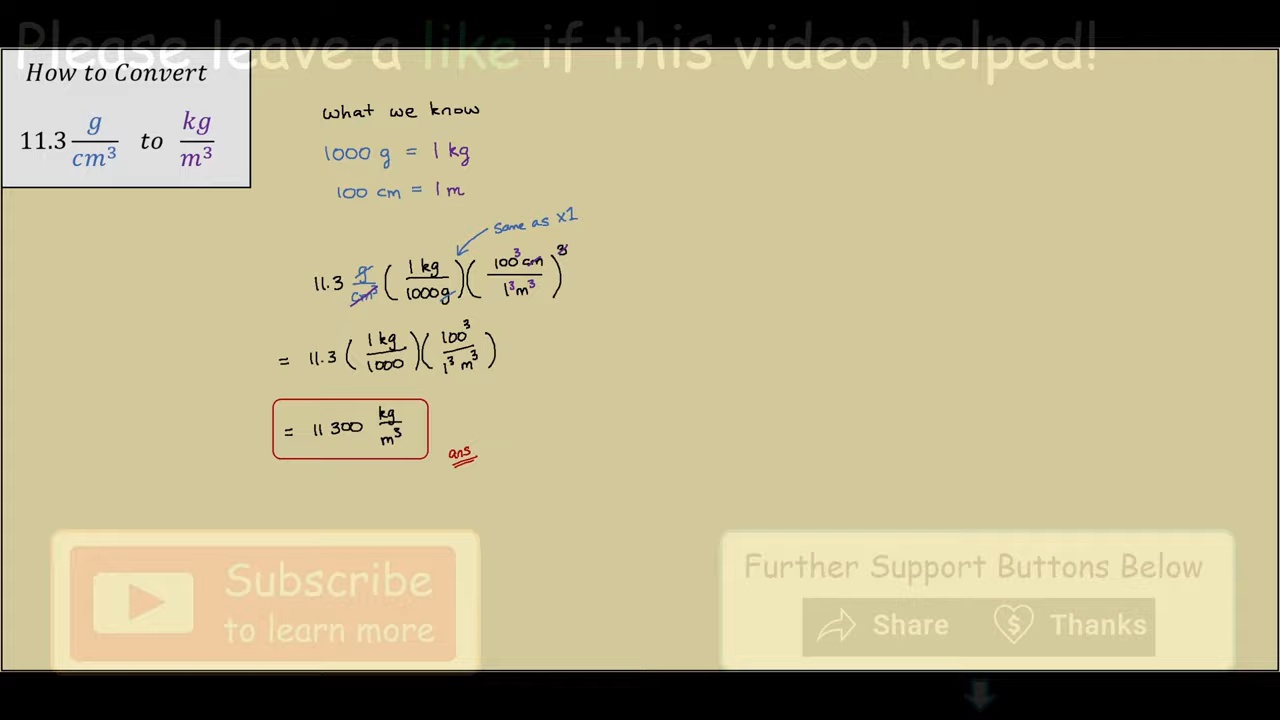 Please leave a like if this video helped!
How to Convert
11.3 g/cm³ to kg/m³
what we know
1000 g = 1 kg
100 cm = 1 m
same as x1
11.3 g/cm³ (1 kg/1000g)(100³ cm/1³m³)³
= 11.3 (1 kg/1000)(100³/1³ m³)
= 11 300 kg/m³
ans
Subscribe
to learn more
Further Support Buttons Below
Share
$
Thanks